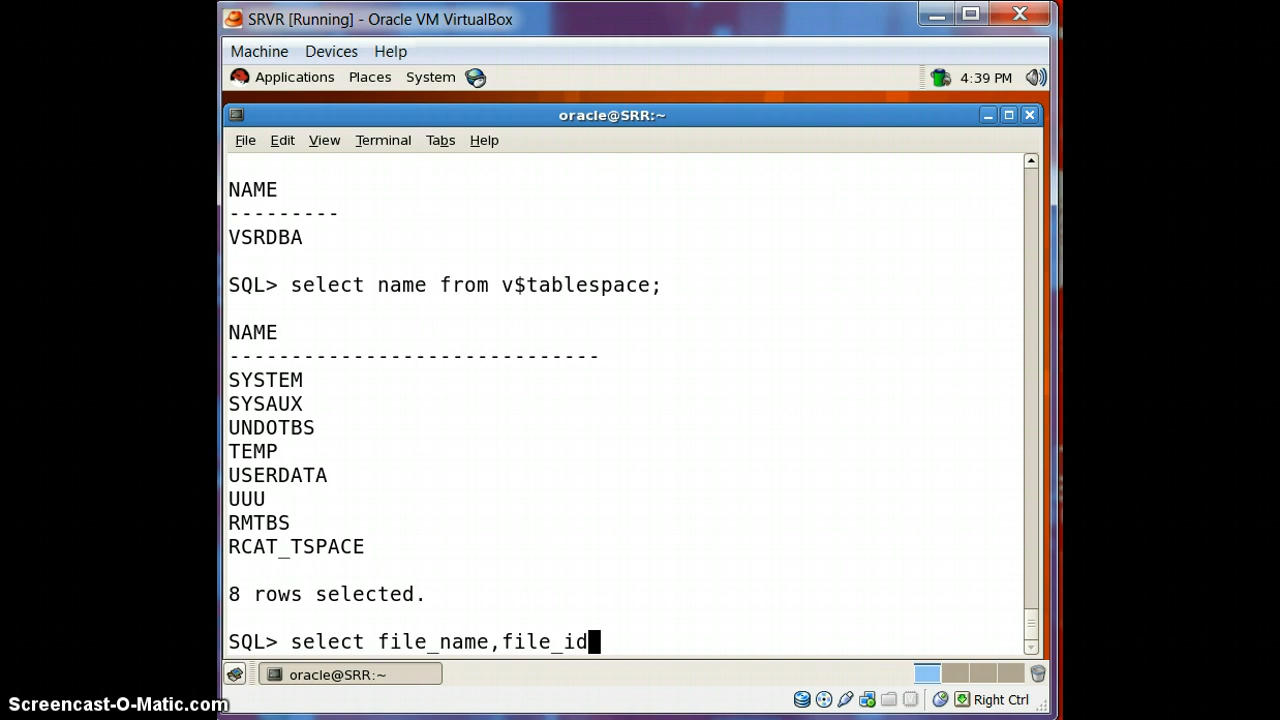 SRVR [Running] - Oracle VM VirtualBox
Machine Devices Help
Applications Places System 4:39 PM
oracle@SRR:~
File Edit View Terminal Tabs Help
NAME
---------
VSRDBA
SQL> select name from v$tablespace;
NAME
------------------------------
SYSTEM
SYSAUX
UNDOTBS
TEMP
USERDATA
UUU
RMTBS
RCAT_TSPACE
8 rows selected.
SQL> select file_name,file_id
oracle@SRR:~
Right Ctrl
Screencast-O-Matic.com